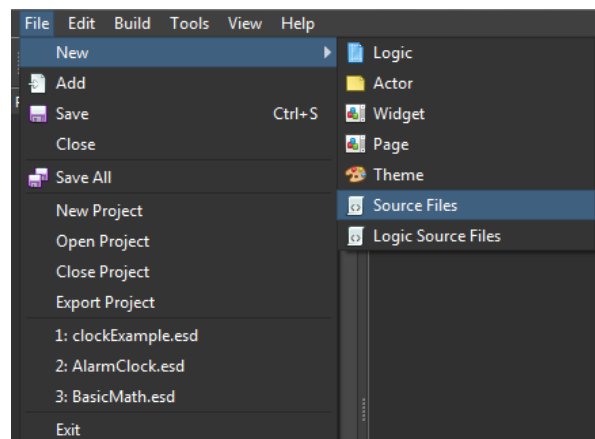 File Edit Build Tools View Help
New
Add
Save Ctrl+S
Close
Save All
New Project
Open Project
Close Project
Export Project
1: clockExample.esd
2: AlarmClock.esd
3: BasicMath.esd
Exit
Logic
Actor
Widget
Page
Theme
Source Files
Logic Source Files